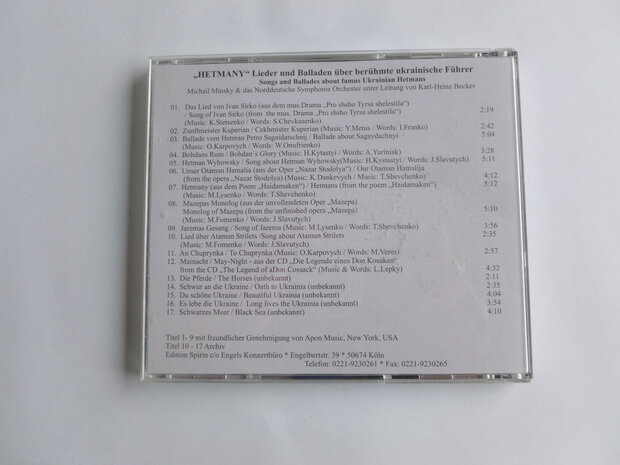 „HETMANY“ Lieder und Balladen über berühmte ukrainische Führer
Songs and Ballades about famus Ukrainian Hetmans
Michail Minsky & das Norddeutsche Symphonie Orchester unter Leitung von Karl-Heinz Becker
01. Das Lied von Ivan Sirko (aus dem mus.Drama „Pro shsho Tyrsa shelestila“)
/ Song of Ivan Sirko (from the mus. Drama „Pro shsho Tyrsa shelestila“)
(Music: K.Stetsenko / Words: S.Chevkasenko) 2:19
02. Zunftmeister Kuperian / Cekhmister Kuperian (Music: Y.Metus / Words: I.Franko) 2:42
03. Ballade vom Hetman Petro Sagaidatschnij / Ballade about Sagaydachnyi 5:04
(Music: O.Karpovych / Words: W.Onufrienko)
04. Bohdans Rum / Bohdan`s Glory (Music: H.Kytastyi / Words: A.Yuriniak) 3:28
05. Hetman Wyhowsky / Song about Hetman Wyhowsky(Music: H.Kystastyi / Words: J.Slavutych) 5:11
06. Unser Otaman Hamalia (aus der Oper „Nazar Stodolya) / Our Otaman Hamalija
(from the opera „Nazar Stodolya) (Music: K.Dankevych / Music: T.Shevchenko) 4:12
07. Hetmany (aus dem Poem „Haidamaken“) / Hetmans (from the poem „Haidamaken“) 5:12
(Music: M.Lysenko / Words: T.Shevchenko)
08. Mazepas Monolog (aus der unvollendeten Oper „Mazepa)
Monolog of Mazepa (from the unfinished opera „Mazepa) 5:10
(Music: M.Fomenko / Words: J.Slavutych)
09. Jaremas Gesang / Song of Jarema (Music: M.Lysenko / Words: T.Shevchenko) 3:56
10. Lied über Ataman Strilets /Song about Ataman Strilets 2:35
(Music: M.Fomenko / Words: J.Slavutych)
11. An Chuprynka / To Chuprynka (Music: O.Karpovych / Words: M.Veres) 2:57
12. Mainacht / May-Night - aus der CD „Die Legende eines Don Kosaken“
from the CD „The Legend of aDon Cossack“ (Music & Words: L.Lepky) 4:32
13. Die Pferde / The Horses (unbekannt) 2:11
14. Schwur an die Ukraine / Oath to Ukrainia (unbekannt) 2:35
15. Du schöne Ukraine / Beautiful Ukrainia (unbekannt) 4:04
16. Es lebe die Ukraine / Long lives the Ukrainia (unbekannt) 3:54
17. Schwarzes Meer / Black Sea (unbekannt) 4:10
Titel 1- 9 mit freundlicher Genehmigung von Apon Music, New York, USA
Titel 10 - 17 Archiv
Edition Spirin c/o Engels Konzertbüro * Engelbertstr. 39 * 50674 Köln
Telefon: 0221-9230261 * Fax: 0221-9230265